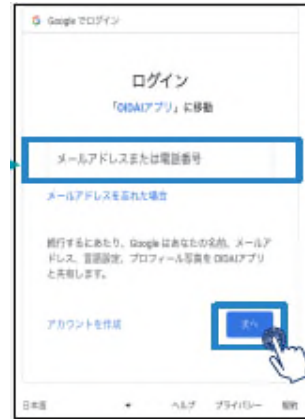 Google でログイン
ログイン
「OIDAIアプリ」に移動
メールアドレスまたは電話番号
メールアドレスを忘れた場合
続行するにあたり、Google はあなたの名前、メールア
ドレス、言語設定、プロフィール写真を OIDAIアプリ
と共有します。
アカウントを作成
次へ
日本語
ヘルプ
プライバシー
規約